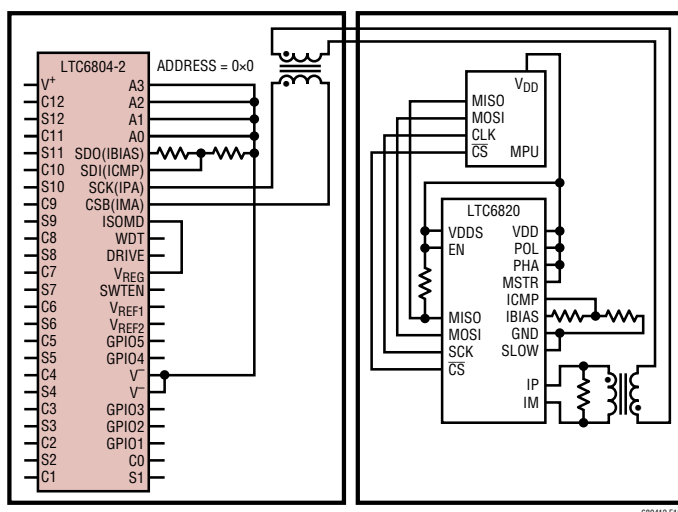 LTC6804-2
ADDRESS = 0×0
V+
C12
S12
C11
S11
C10
S10
C9
S9
C8
S8
C7
S7
C6
S6
C5
S5
C4
S4
C3
S3
C2
S2
C1
A3
A2
A1
A0
SDO(IBIAS)
SDI(ICMP)
SCK(IPA)
CSB(IMA)
ISOMD
WDT
DRIVE
VREG
SWTEN
VREF1
VREF2
GPIO5
GPIO4
V–
V–
GPIO3
GPIO2
GPIO1
C0
S1
VDD
MISO
MOSI
CLK
CS
MPU
LTC6820
VDDS
EN
MISO
MOSI
SCK
CS
VDD
POL
PHA
MSTR
ICMP
IBIAS
GND
SLOW
IP
IM